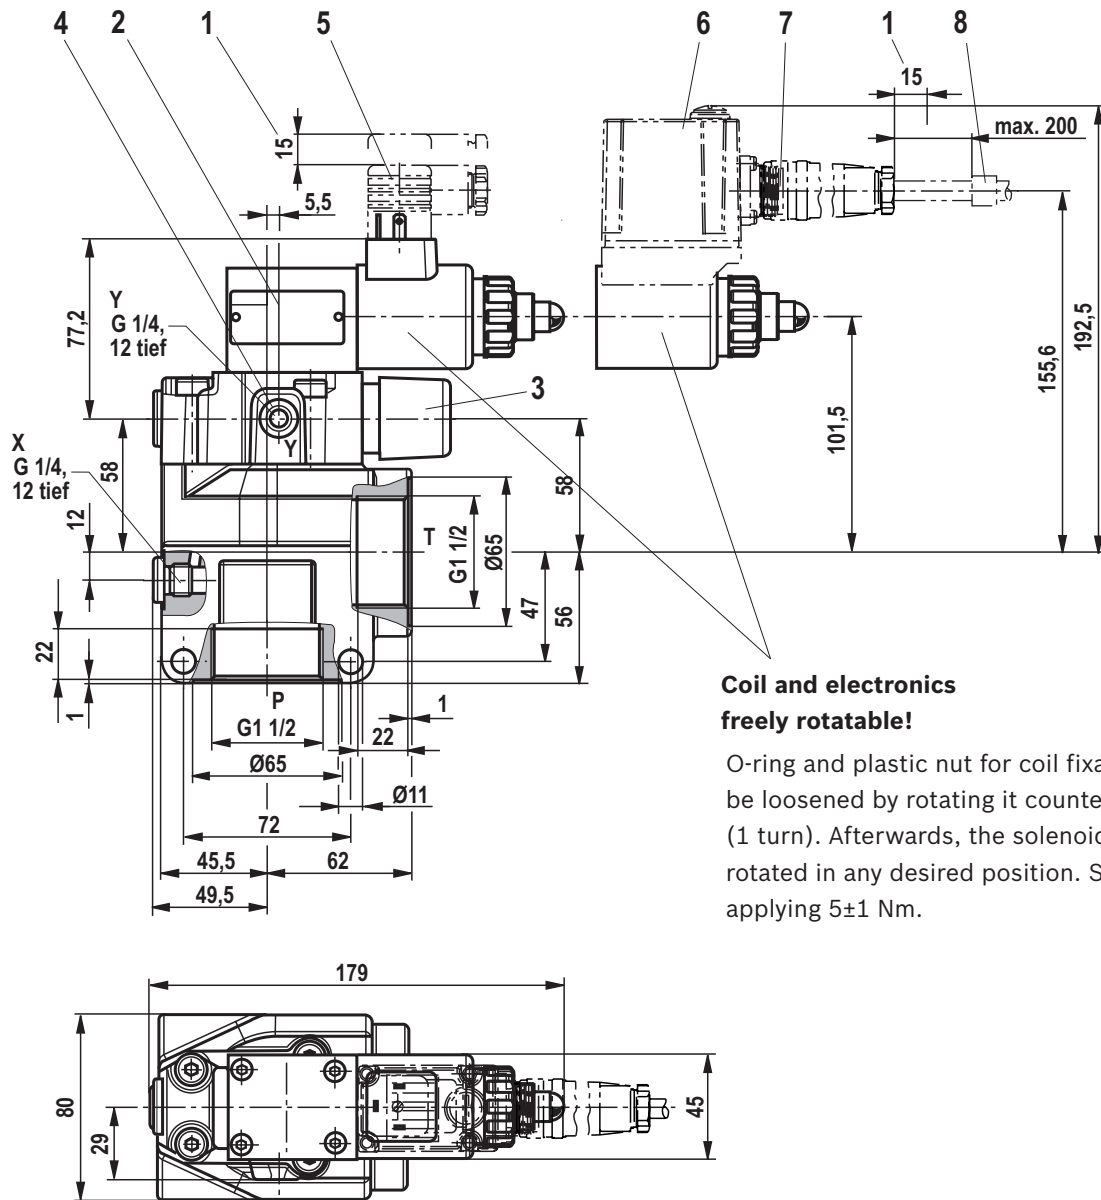 4 2 1 5 6 7 1 8
15
max. 200
15
5,5
77,2
Y
G 1/4,
12 tief
3
Y
X
G 1/4,
12 tief
58
12
22
1
T
G1 1/2
Ø65
58
47
56
101,5
155,6
192,5
P
G1 1/2
1
22
Ø65
Ø11
72
45,5
62
49,5
Coil and electronics
freely rotatable!
O-ring and plastic nut for coil fixa
be loosened by rotating it counte
(1 turn). Afterwards, the solenoid
rotated in any desired position. S
applying 5±1 Nm.
179
80
29
45